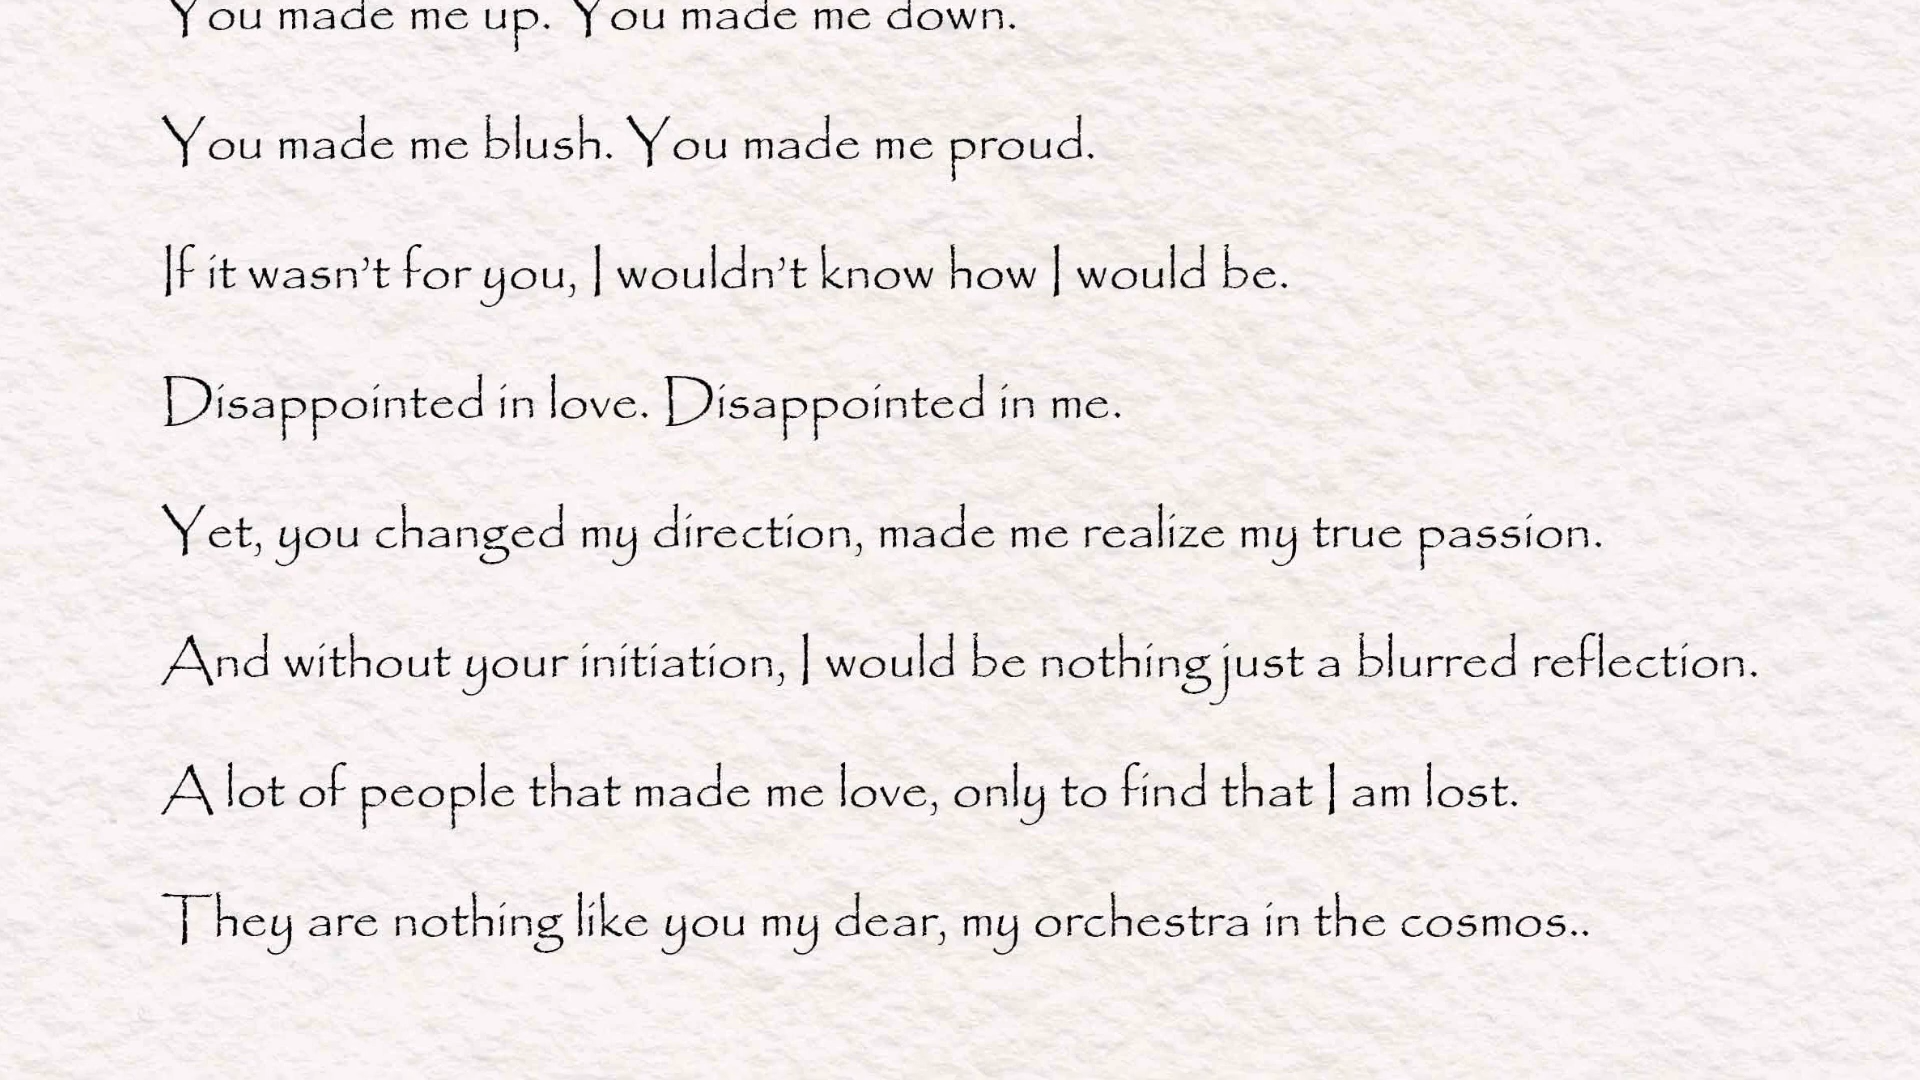 You made me up. You made me down.
You made me blush. You made me proud.
If it wasn’t for you, I wouldn’t know how I would be.
Disappointed in love. Disappointed in me.
Yet, you changed my direction, made me realize my true passion.
And without your initiation, I would be nothing just a blurred reflection.
A lot of people that made me love, only to find that I am lost.
They are nothing like you my dear, my orchestra in the cosmos..